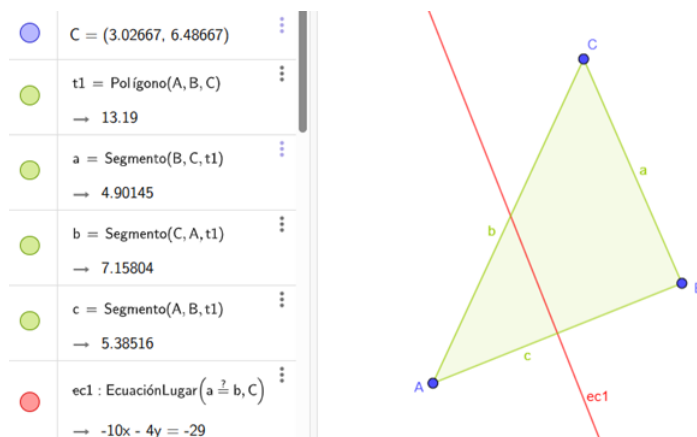 C = (3.02667, 6.48667)
t1 = Polígono(A, B, C)
→ 13.19
a = Segmento(B, C, t1)
→ 4.90145
b = Segmento(C, A, t1)
→ 7.15804
c = Segmento(A, B, t1)
→ 5.38516
ec1 : EcuaciónLugar(a ≟ b, C)
→ -10x - 4y = -29
C
a
b
B
c
A
ec1